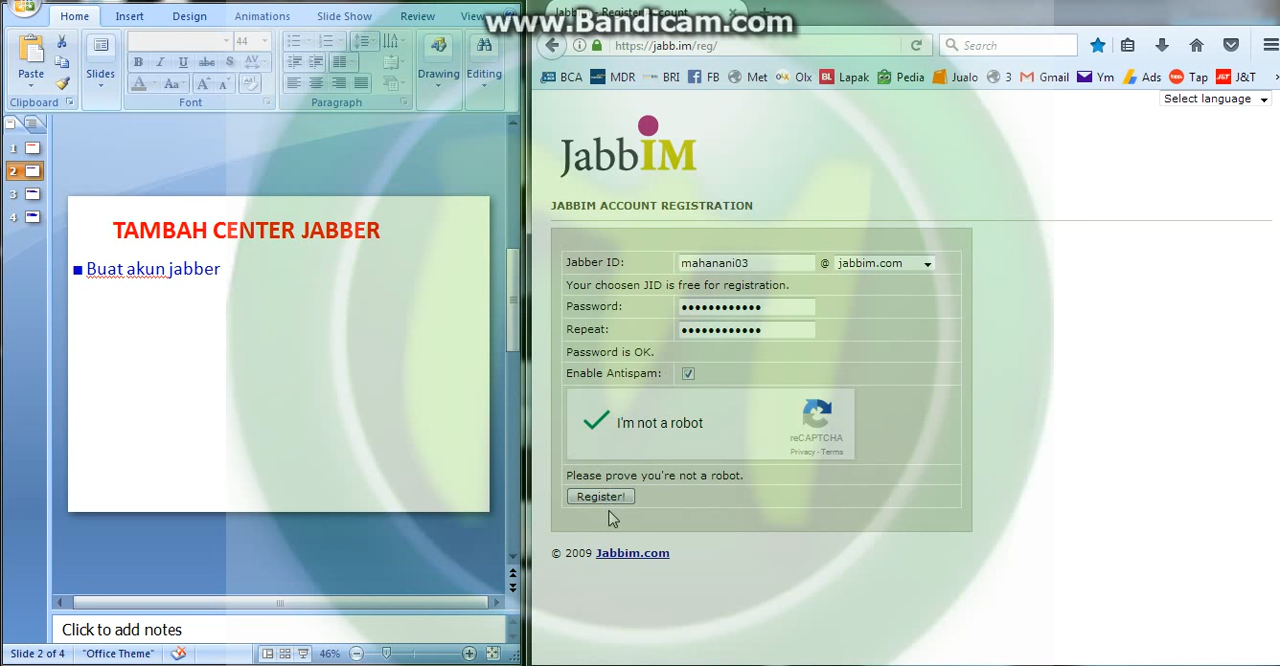 www.Bandicam.com
Home Insert Design Animations Slide Show Review View
44
Paste Slides Drawing Editing
Clipboard Font Paragraph
1
2
3
4
TAMBAH CENTER JABBER
Buat akun jabber
Click to add notes
Slide 2 of 4 "Office Theme" 46%
https://jabb.im/reg/ Search
BCA MDR BRI FB Met Olx Lapak Pedia Jualo 3 Gmail Ym Ads Tap J&T
Select language
JabbIM
JABBIM ACCOUNT REGISTRATION
Jabber ID: mahanani03 @ jabbim.com
Your choosen JID is free for registration.
Password: ••••••••••••
Repeat: ••••••••••••
Password is OK.
Enable Antispam:
I'm not a robot
reCAPTCHA
Privacy - Terms
Please prove you're not a robot.
Register!
© 2009 Jabbim.com